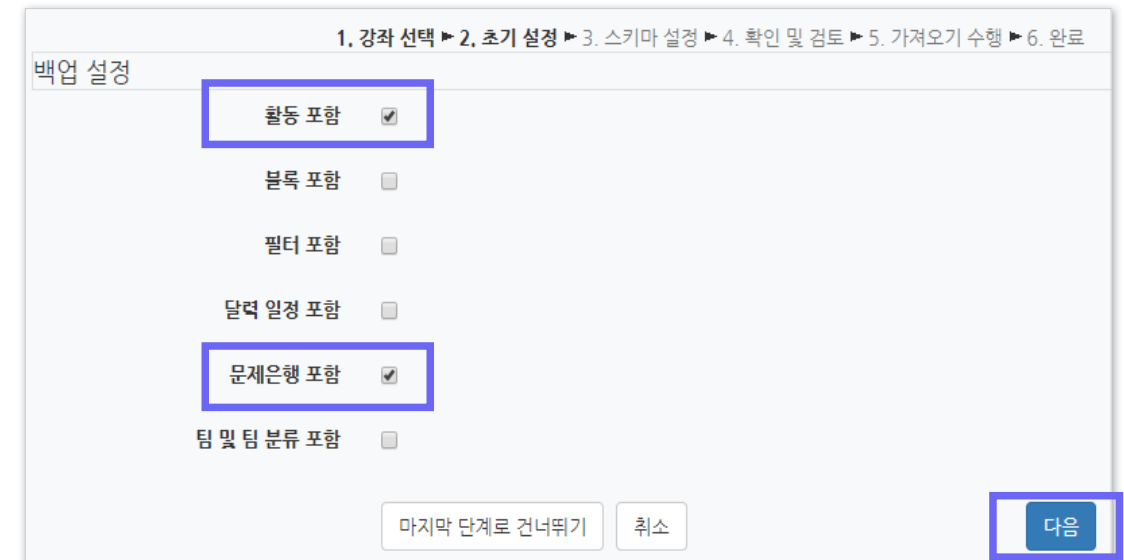 1. 강좌 선택 ► 2. 초기 설정 ► 3. 스키마 설정 ► 4. 확인 및 검토 ► 5. 가져오기 수행 ► 6. 완료
백업 설정
활동 포함
블록 포함
필터 포함
달력 일정 포함
문제은행 포함
팀 및 팀 분류 포함
마지막 단계로 건너뛰기 취소 다음